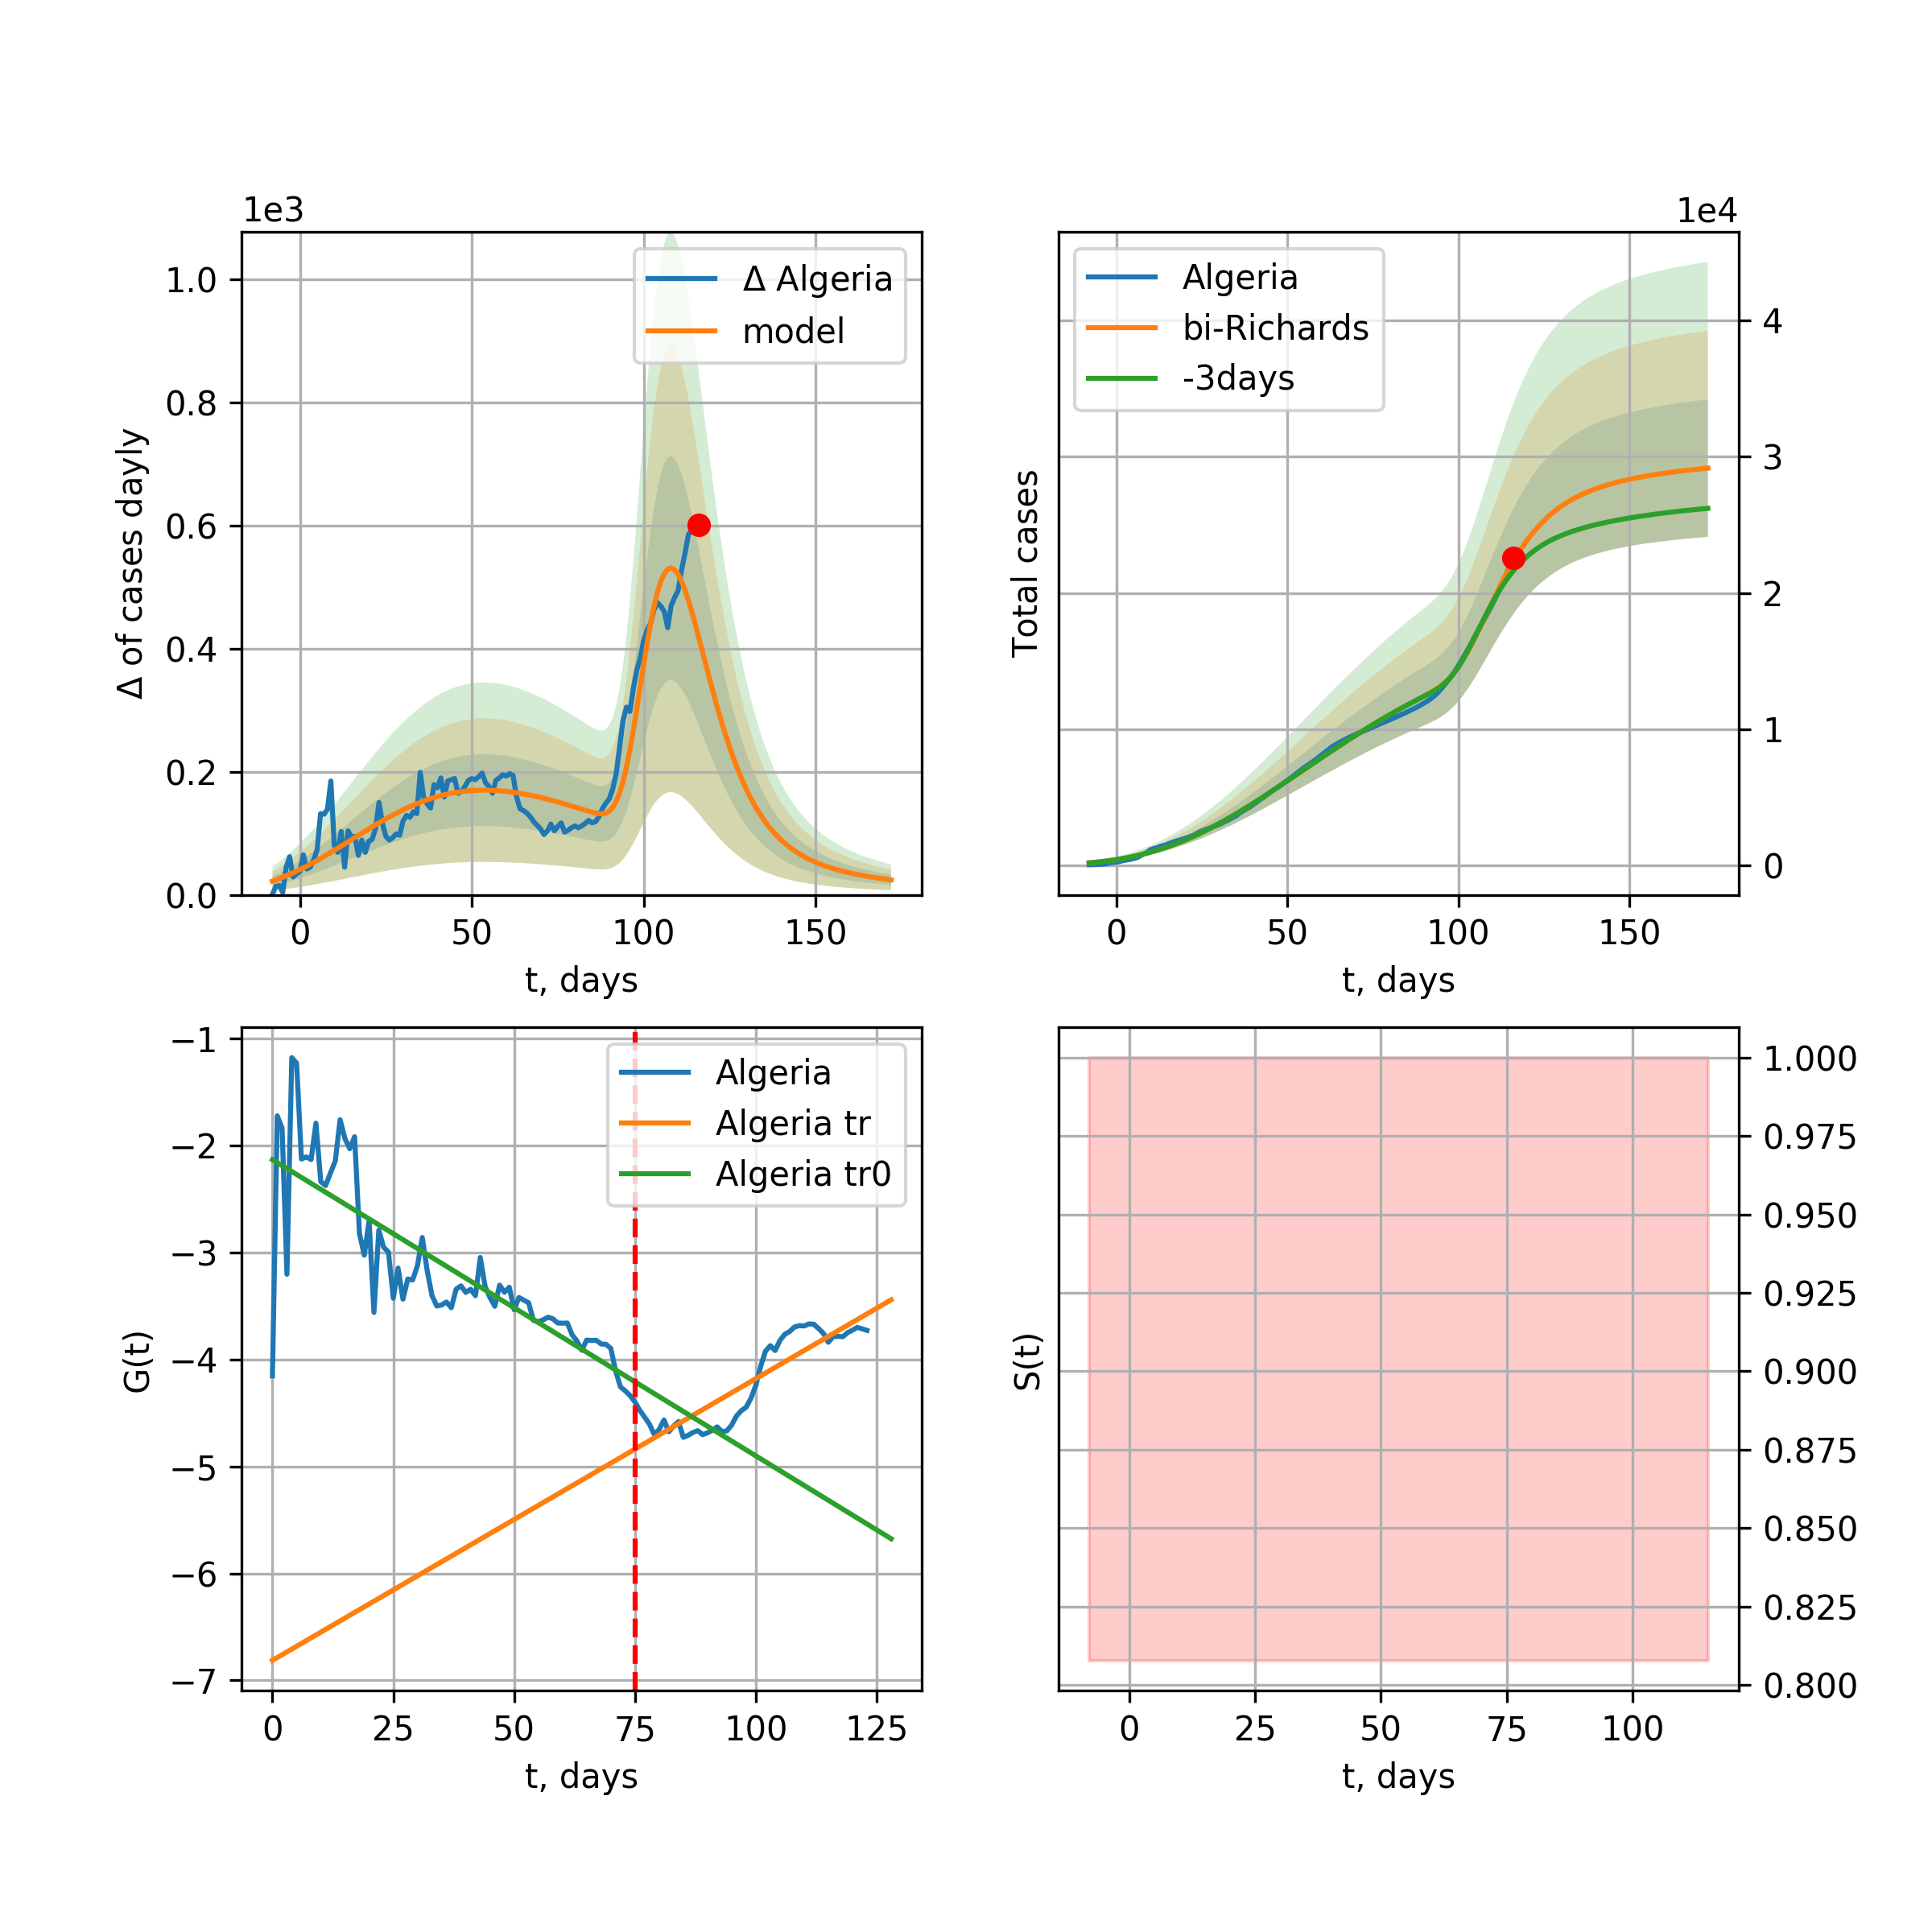 1e3
1.0
0.8
0.6
0.4
0.2
0.0
Δ of cases dayly
Δ Algeria
model
0 50 100 150
t, days
1e4
Algeria
bi-Richards
-3days
Total cases
4
3
2
1
0
0 50 100 150
t, days
−1
−2
−3
−4
−5
−6
−7
G(t)
Algeria
Algeria tr
Algeria tr0
0 25 50 75 100 125
t, days
S(t)
1.000
0.975
0.950
0.925
0.900
0.875
0.850
0.825
0.800
0 25 50 75 100
t, days